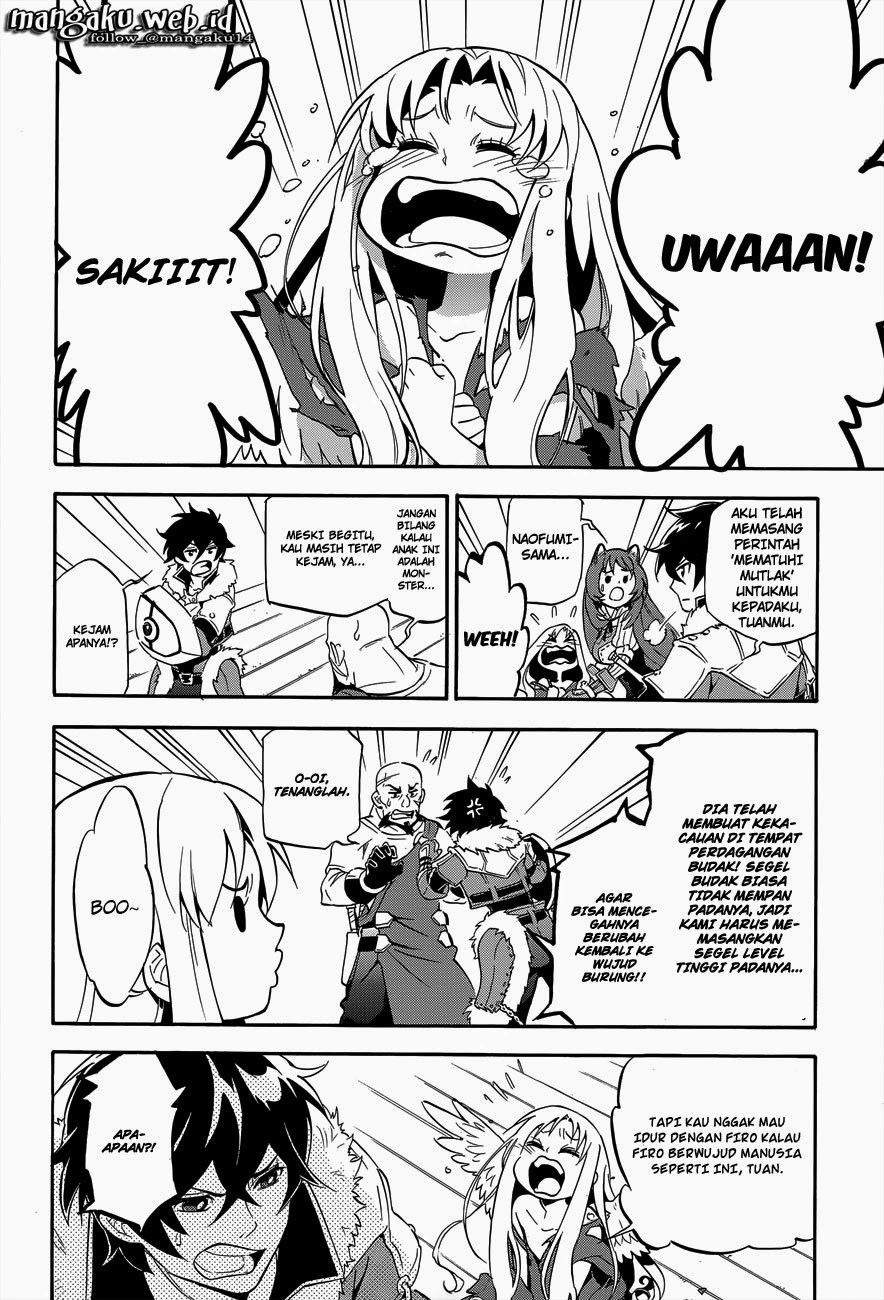 mangaku.web.id
follow @mangaku14
UWAAAN!
SAKIIIT!
AKU TELAH
MEMASANG
PERINTAH
'MEMATUHI
MUTLAK'
UNTUKMU
KEPADAKU,
TUANMU.
NAOFUMI-
SAMA...
WEEH!
JANGAN
BILANG
KALAU
ANAK INI
ADALAH
MON-
STER...
MESKI BEGITU,
KAU MASIH TETAP
KEJAM, YA...
KEJAM
APANYA!?
DIA TELAH
MEMBUAT KEKA-
CAUAN DI TEMPAT
PERDAGANGAN
BUDAK! SEGEL
BUDAK BIASA
TIDAK MEMPAN
PADANYA, JADI
KAMI HARUS ME-
MASANGKAN
SEGEL LEVEL
TINGGI PADANYA...
AGAR
BISA MENCE-
GAHNYA
BERUBAH
KEMBALI KE
WUJUD
BURUNG!!
O-OI,
TENANGLAH.
BOO~
TAPI KAU NGGAK MAU
IDUR DENGAN FIRO KALAU
FIRO BERWUJUD MANUSIA
SEPERTI INI, TUAN.
APA-
APAAN?!